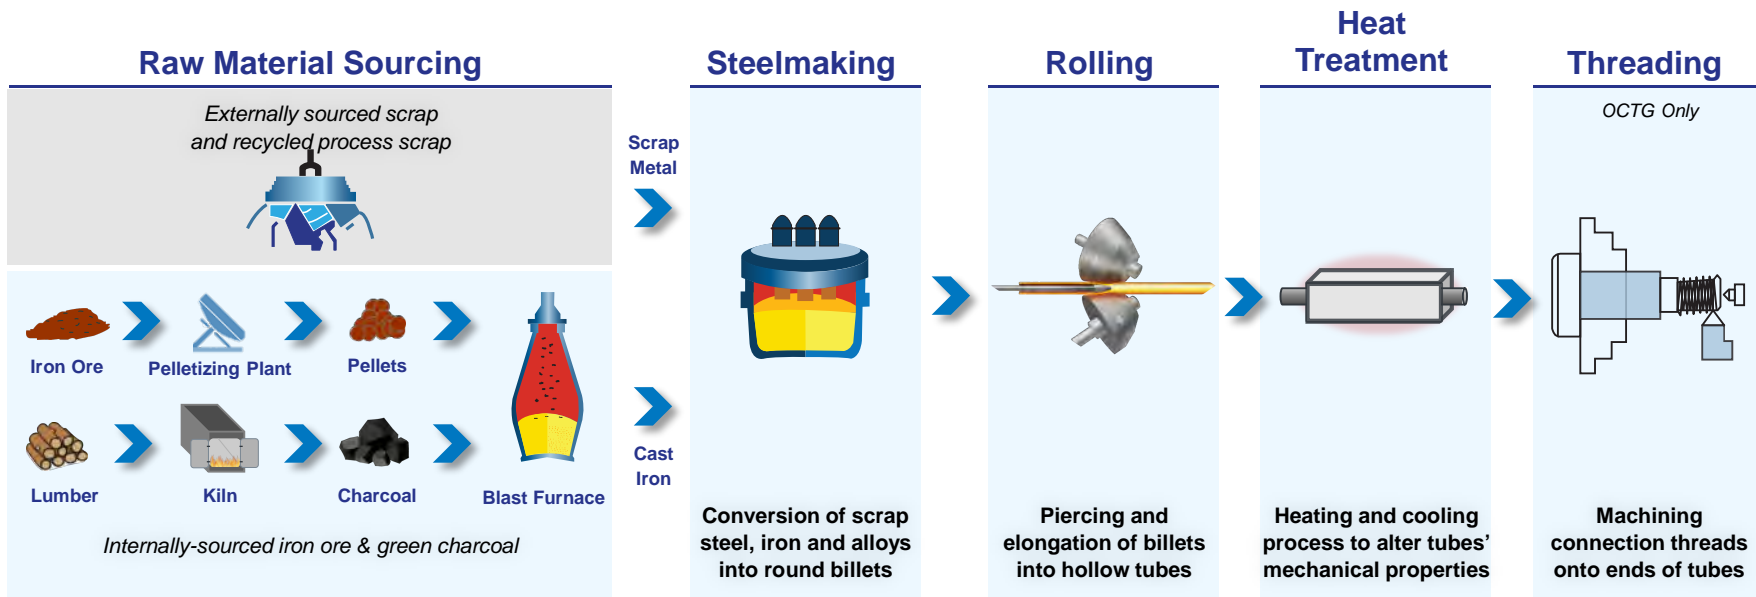 Raw Material Sourcing
Externally sourced scrap
and recycled process scrap
Iron Ore
Pelletizing Plant
Pellets
Lumber
Kiln
Charcoal
Blast Furnace
Internally-sourced iron ore & green charcoal
Scrap
Metal
Cast
Iron
Steelmaking
Conversion of scrap
steel, iron and alloys
into round billets
Rolling
Piercing and
elongation of billets
into hollow tubes
Heat
Treatment
Heating and cooling
process to alter tubes’
mechanical properties
Threading
OCTG Only
Machining
connection threads
onto ends of tubes